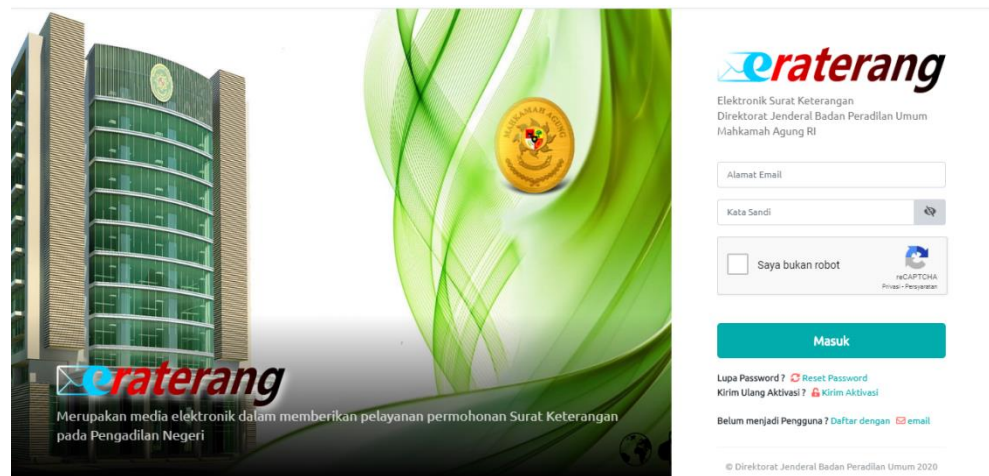 MAHKAMAH AGUNG
eraterang
Merupakan media elektronik dalam memberikan pelayanan permohonan Surat Keterangan
pada Pengadilan Negeri
eraterang
Elektronik Surat Keterangan
Direktorat Jenderal Badan Peradilan Umum
Mahkamah Agung RI
Alamat Email
Kata Sandi
Saya bukan robot
reCAPTCHA
Privasi - Persyaratan
Masuk
Lupa Password ? Reset Password
Kirim Ulang Aktivasi ? Kirim Aktivasi
Belum menjadi Pengguna ? Daftar dengan email
© Direktorat Jenderal Badan Peradilan Umum 2020